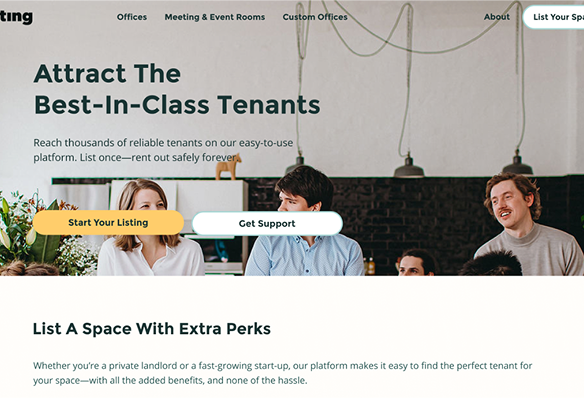 Offices Meeting & Event Rooms Custom Offices About List Your
Attract The
Best-In-Class Tenants
Reach thousands of reliable tenants on our easy-to-use
platform. List once—rent out safely forever.
Start Your Listing Get Support
List A Space With Extra Perks
Whether you're a private landlord or a fast-growing start-up, our platform makes it easy to find the perfect tenant for
your space—with all the added benefits, and none of the hassle.